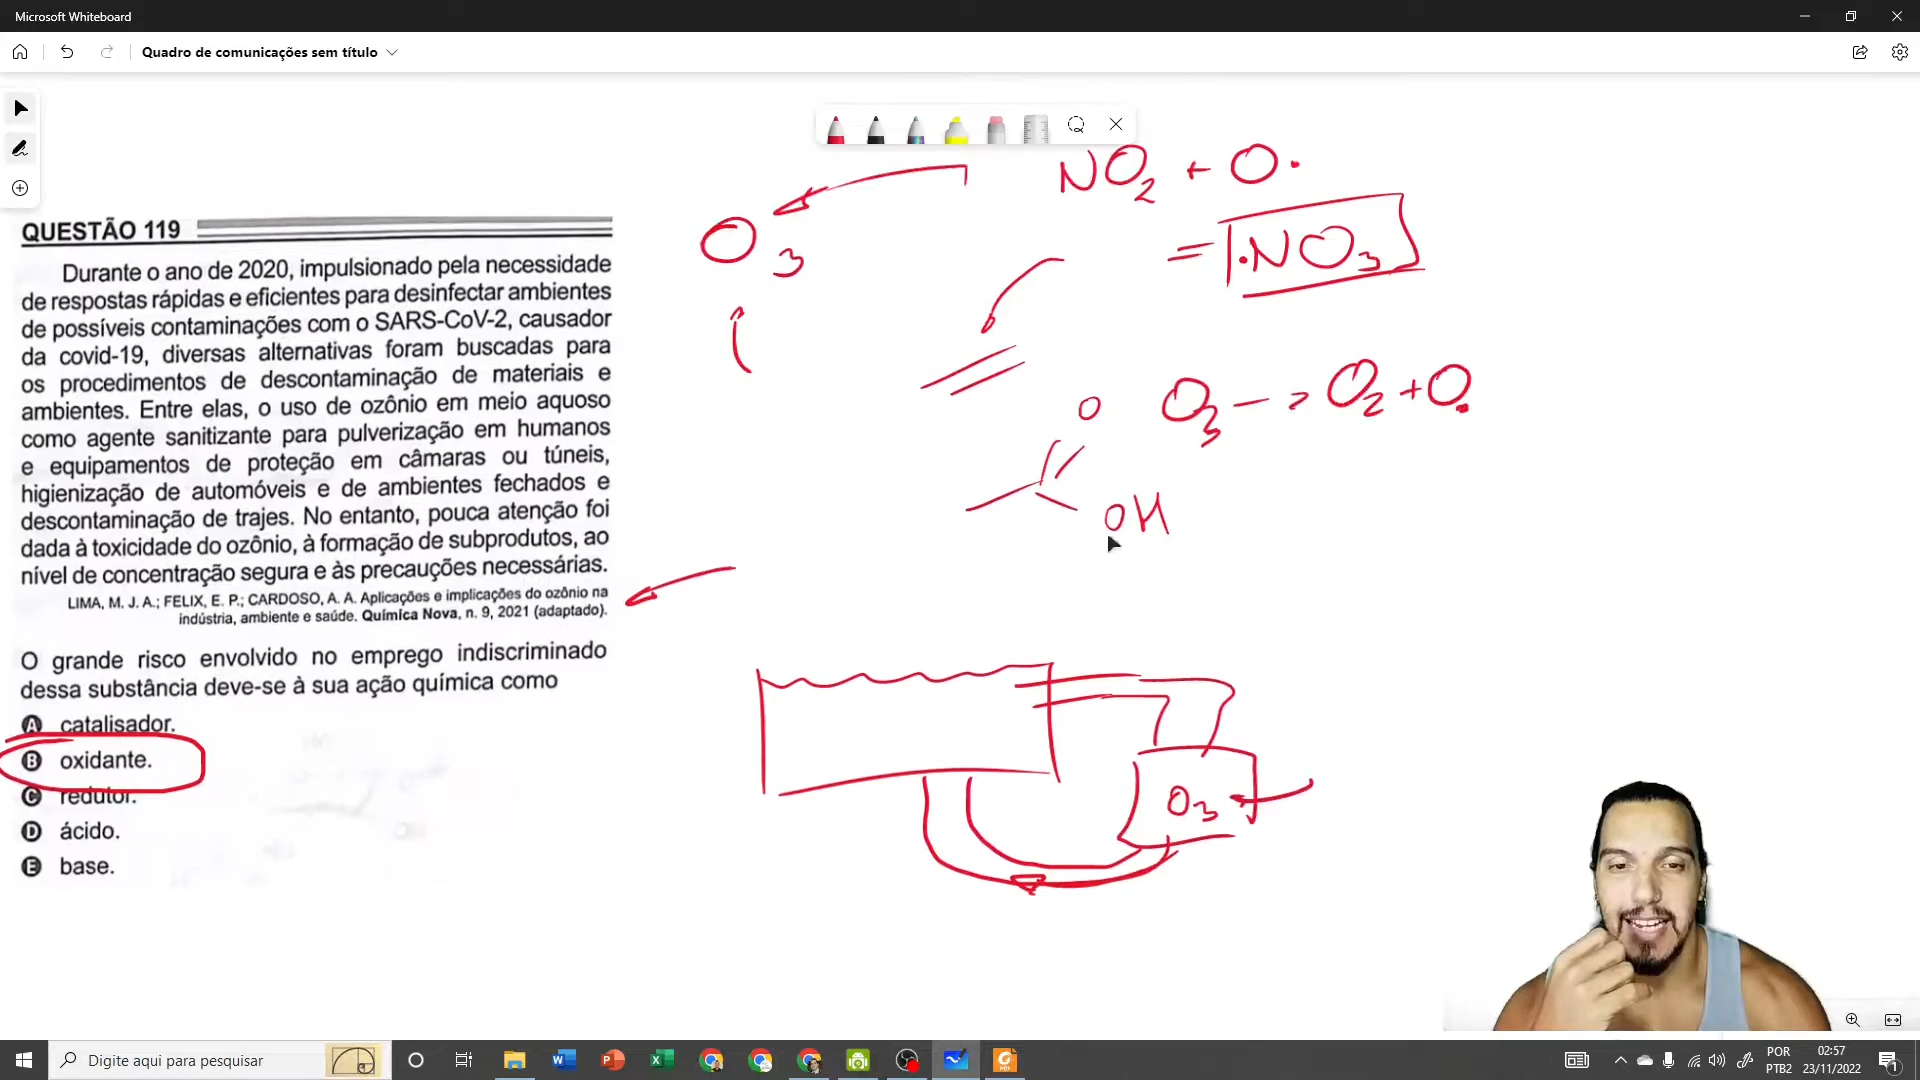 Microsoft Whiteboard
Quadro de comunicações sem título
NO2 + O·
= ·NO3
O3
O3 -> O2 + O·
O
OH
O3
QUESTÃO 119
Durante o ano de 2020, impulsionado pela necessidade
de respostas rápidas e eficientes para desinfectar ambientes
de possíveis contaminações com o SARS-CoV-2, causador
da covid-19, diversas alternativas foram buscadas para
os procedimentos de descontaminação de materiais e
ambientes. Entre elas, o uso de ozônio em meio aquoso
como agente sanitizante para pulverização em humanos
e equipamentos de proteção em câmaras ou túneis,
higienização de automóveis e de ambientes fechados e
descontaminação de trajes. No entanto, pouca atenção foi
dada à toxicidade do ozônio, à formação de subprodutos, ao
nível de concentração segura e às precauções necessárias.
LIMA, M. J. A.; FELIX, E. P.; CARDOSO, A. A. Aplicações e implicações do ozônio na
indústria, ambiente e saúde. Química Nova, n. 9, 2021 (adaptado).
O grande risco envolvido no emprego indiscriminado
dessa substância deve-se à sua ação química como
A catalisador.
B oxidante.
C redutor.
D ácido.
E base.
Digite aqui para pesquisar
POR
PTB2
02:57
23/11/2022
1